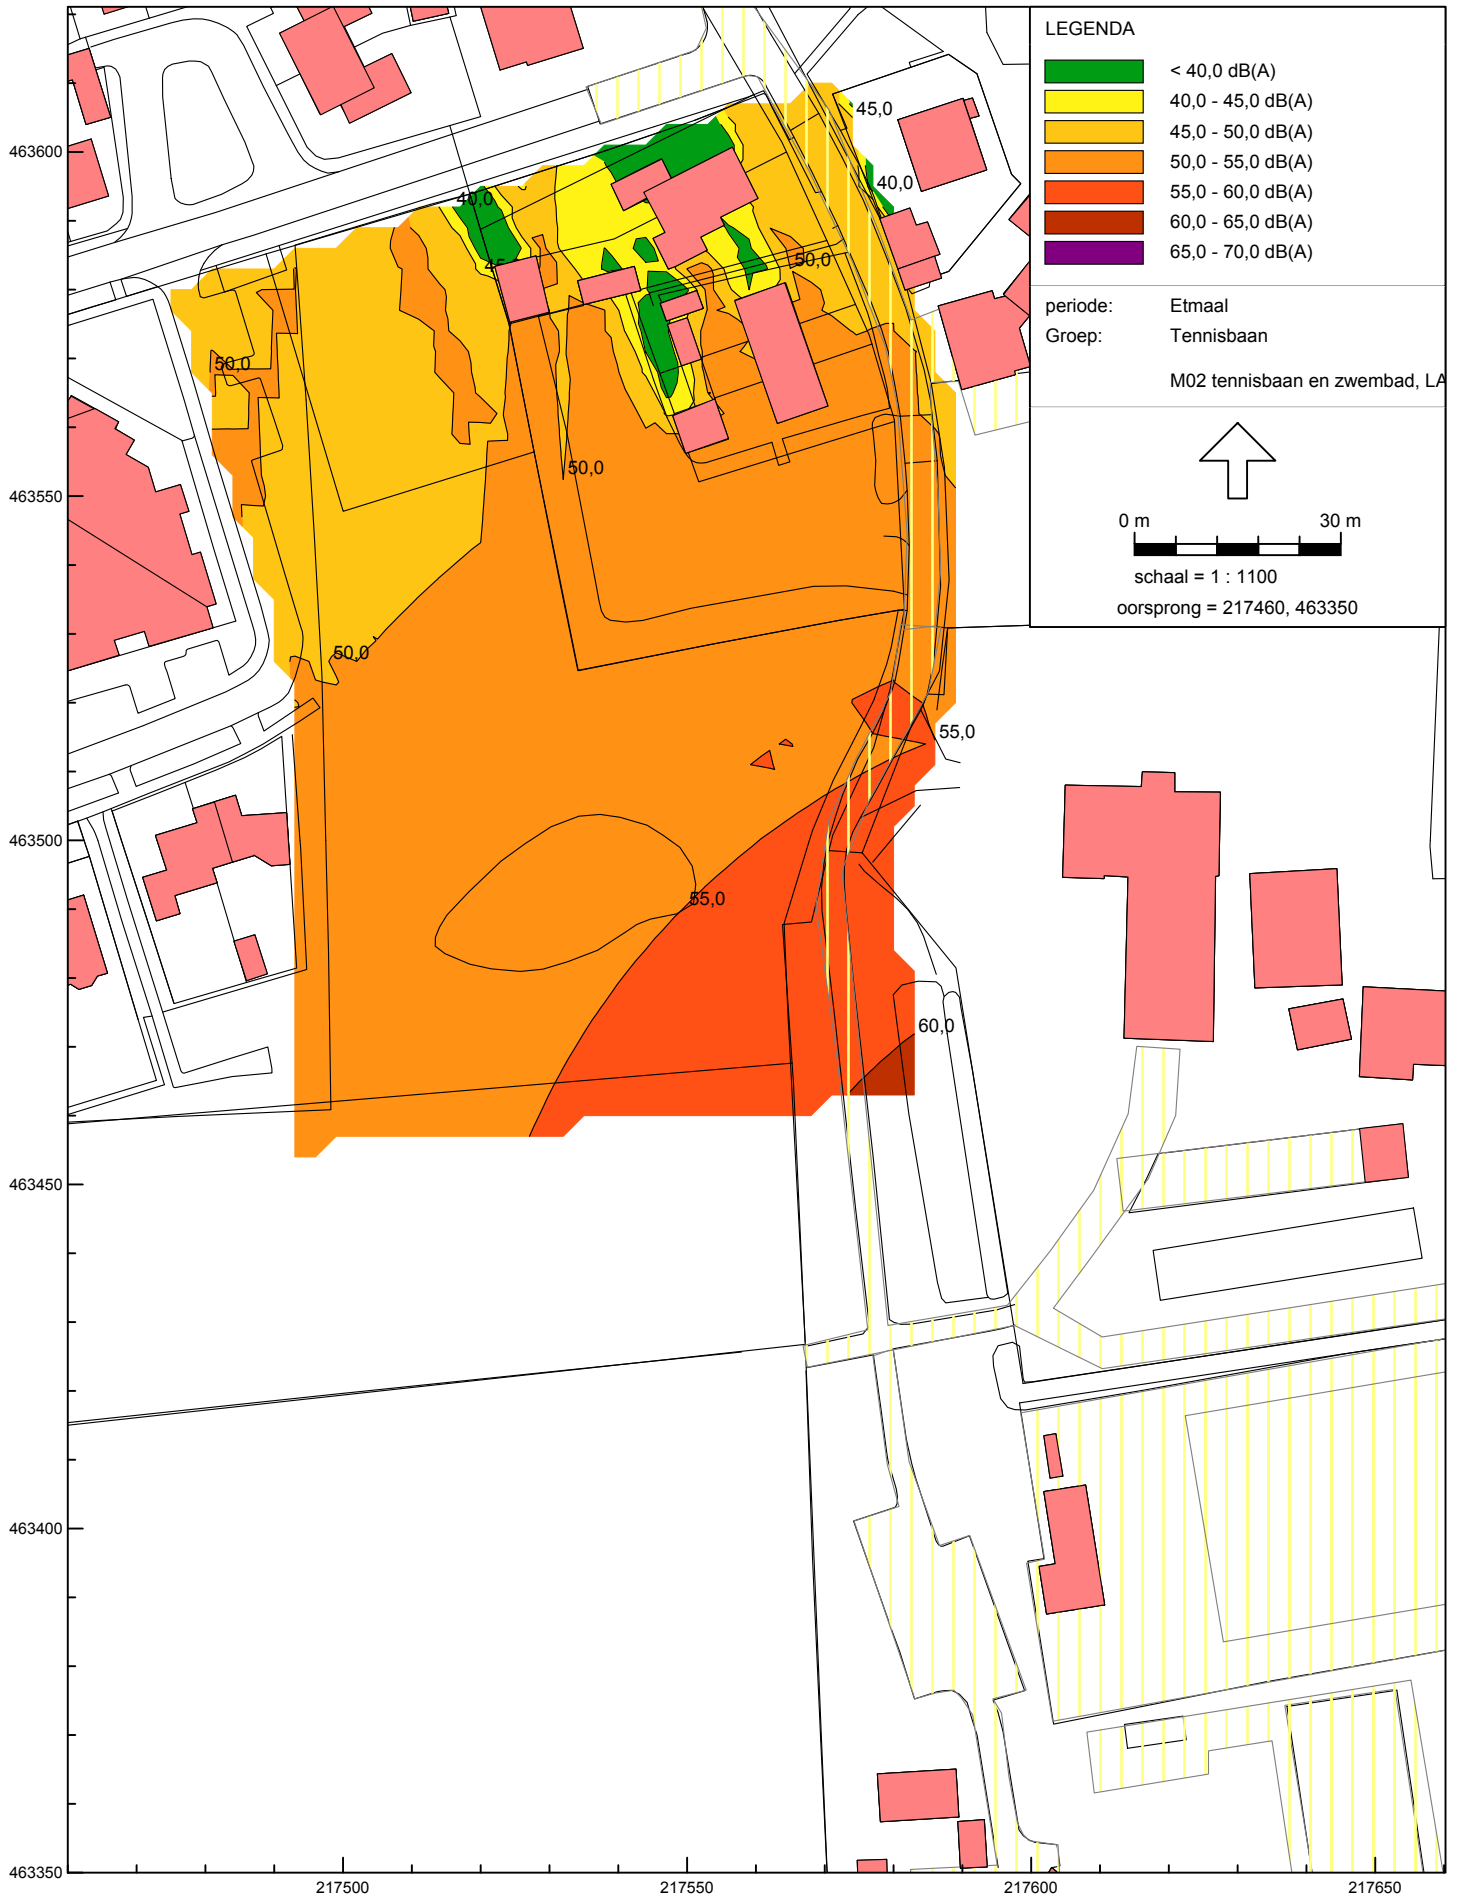 LEGENDA
< 40,0 dB(A)
40,0 - 45,0 dB(A)
45,0 - 50,0 dB(A)
50,0 - 55,0 dB(A)
55,0 - 60,0 dB(A)
60,0 - 65,0 dB(A)
65,0 - 70,0 dB(A)
periode: Etmaal
Groep: Tennisbaan
M02 tennisbaan en zwembad, LA
0 m 30 m
schaal = 1 : 1100
oorsprong = 217460, 463350
45,0
463600
40,0
40,0
50,0
50,0
50,0
463550
50,0
55,0
463500
55,0
60,0
463450
463400
463350
217500 217550 217600 217650